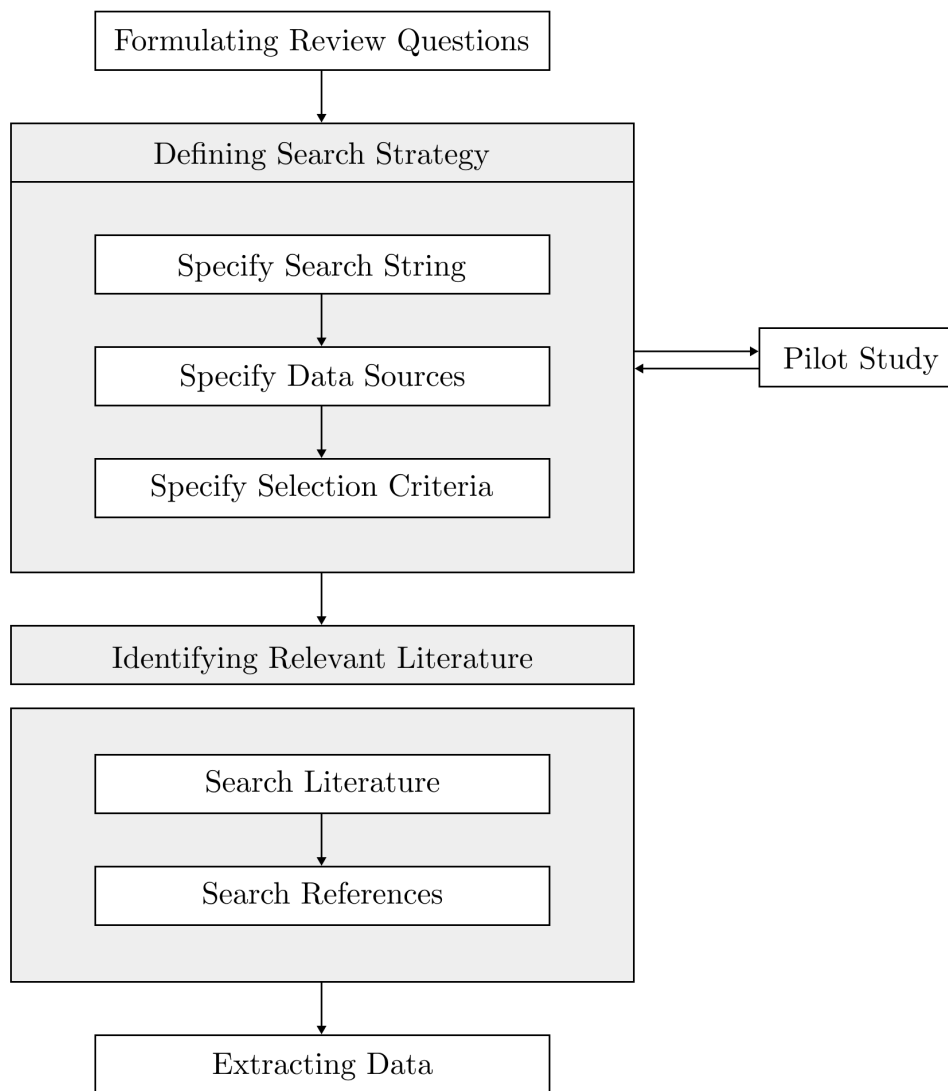 Formulating Review Questions
Defining Search Strategy
Specify Search String
Specify Data Sources
Pilot Study
Specify Selection Criteria
Identifying Relevant Literature
Search Literature
Search References
Extracting Data